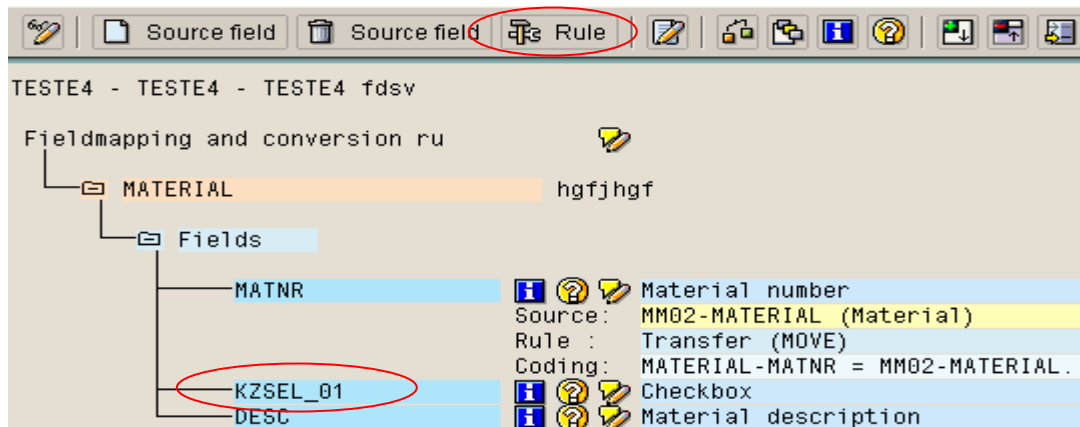 Source field Source field Rule
TESTE4 - TESTE4 - TESTE4 fdsv
Fieldmapping and conversion ru
MATERIAL hgfjhgf
Fields
MATNR Material number
Source: MM02-MATERIAL (Material)
Rule : Transfer (MOVE)
Coding: MATERIAL-MATNR = MM02-MATERIAL.
KZSEL_01 Checkbox
DESC Material description